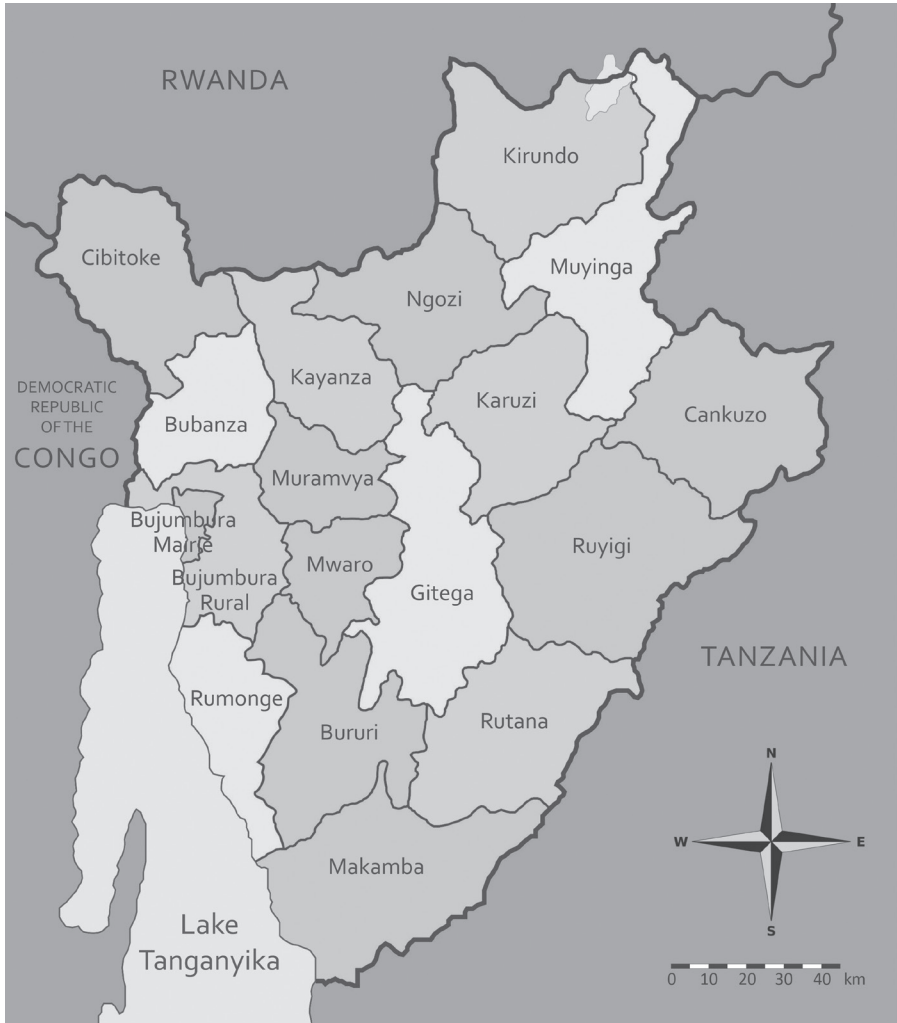 RWANDA
Kirundo
Cibitoke
Muyinga
Ngozi
Kayanza
DEMOCRATIC
REPUBLIC
OF THE
CONGO
Karuzi
Cankuzo
Bubanza
Muramvya
Bujumbura
Mairie
Ruyigi
Mwaro
Bujumbura
Rural
Gitega
TANZANIA
Rumonge
Rutana
Bururi
N
W
E
S
Makamba
Lake
Tanganyika
0 10 20 30 40 km